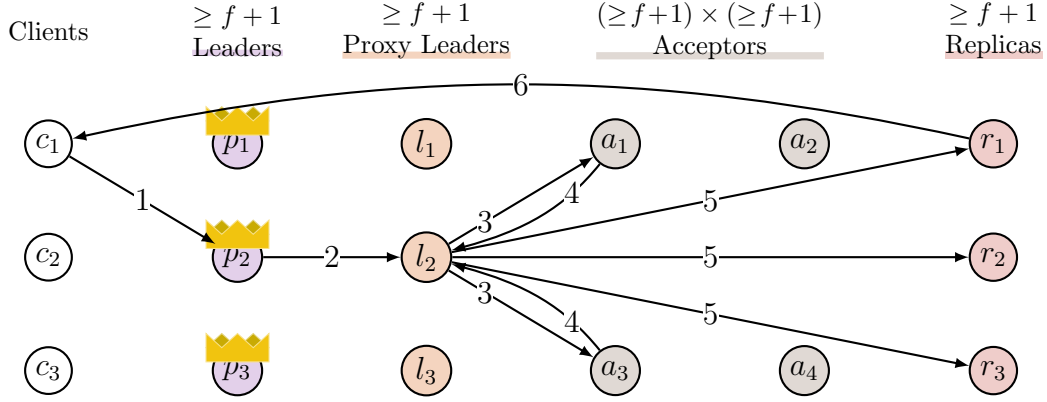 Clients
≥ f + 1
Leaders
≥ f + 1
Proxy Leaders
(≥ f+1) × (≥ f+1)
Acceptors
≥ f + 1
Replicas
6
c₁ p₁ l₁ a₁ a₂ r₁
1 3 4 5
c₂ p₂ 2 l₂ 5 r₂
3 4 5
c₃ p₃ l₃ a₃ a₄ r₃